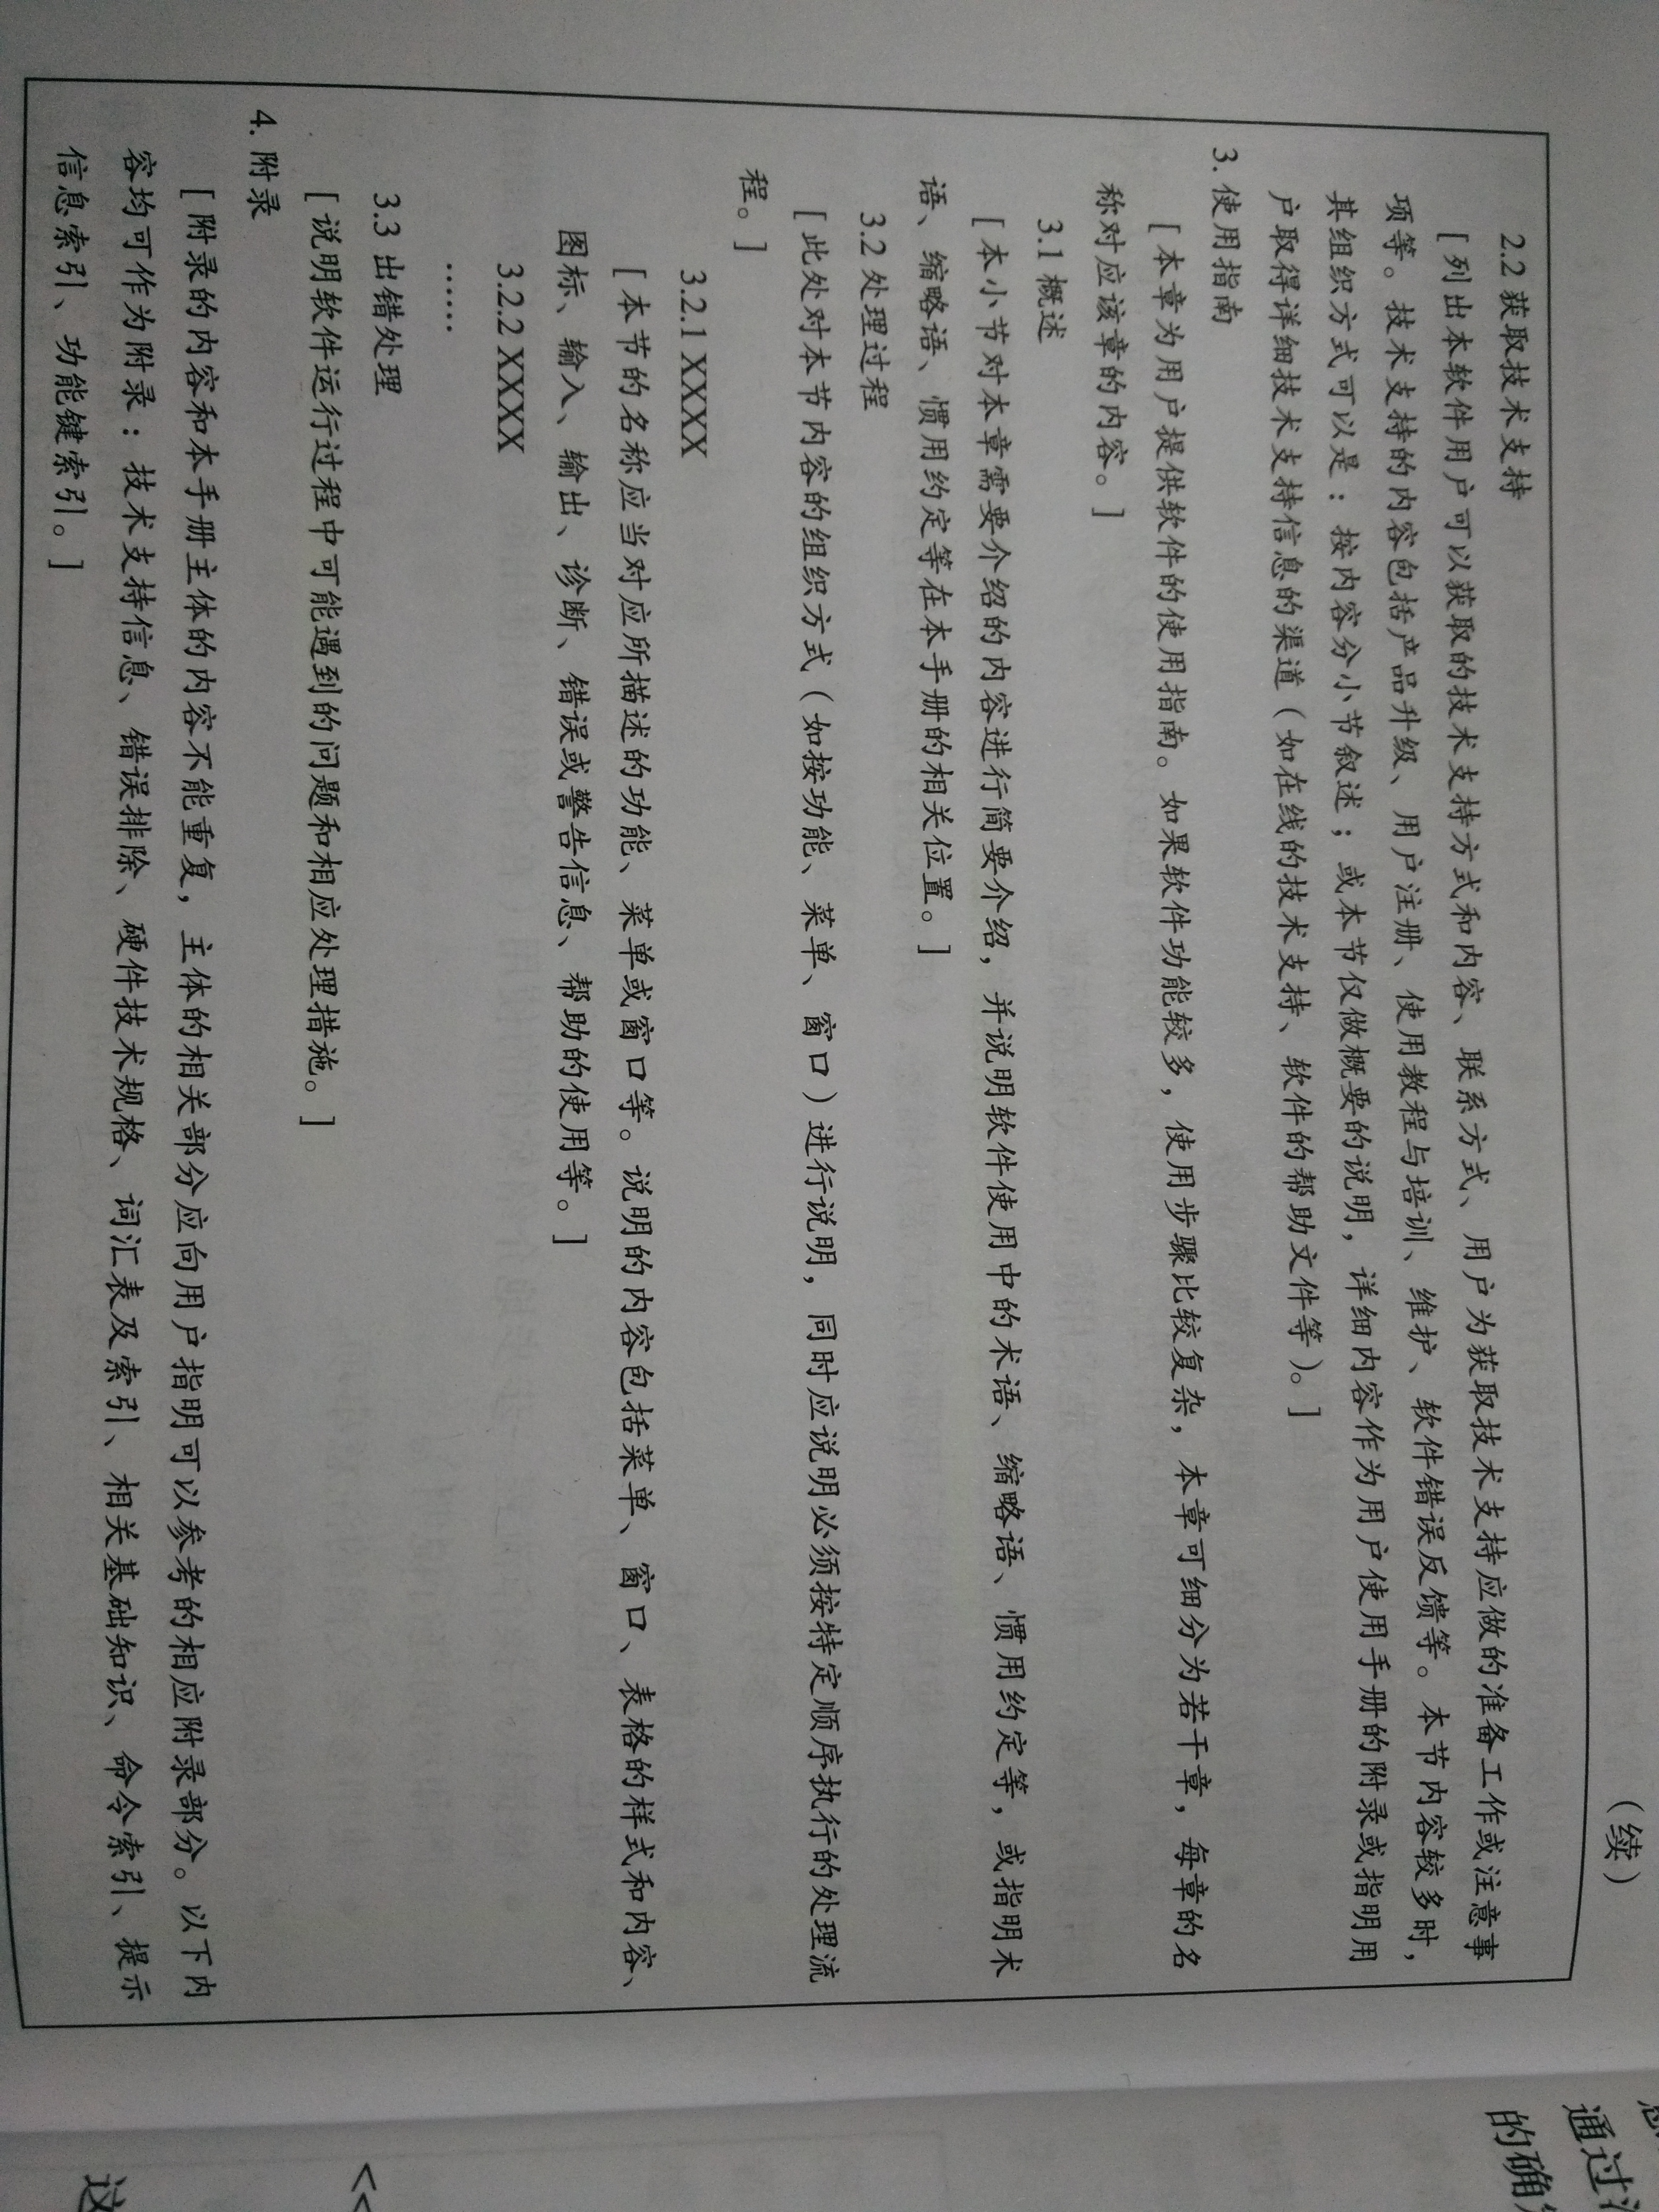 （续）
2.2 获取技术支持
[ 列出本软件用户可以获取的技术支持方式和内容、联系方式、用户为获取技术支持应做的准备工作或注意事
项等。技术支持的内容包括产品升级、用户注册、使用教程与培训、维护、软件错误反馈等。本节内容较多时，
其组织方式可以是：按内容分小节叙述；或本节仅做概要的说明，详细内容作为用户使用手册的附录或指明用
户取得详细技术支持信息的渠道（如在线的技术支持、软件的帮助文件等）。]
3. 使用指南
[ 本章为用户提供软件的使用指南。如果软件功能较多，使用步骤比较复杂，本章可细分为若干章，每章的名
称对应该章的内容。]
3.1 概述
[ 本小节对本章需要介绍的内容进行简要介绍，并说明软件使用中的术语、缩略语、惯用约定等，或指明术
语、缩略语、惯用约定等在本手册的相关位置。]
3.2 处理过程
[ 此处对本节内容的组织方式（如按功能、菜单、窗口）进行说明，同时应说明必须按特定顺序执行的处理流
程。]
3.2.1 XXXX
[ 本节的名称应当对应所描述的功能、菜单或窗口等。说明的内容包括菜单、窗口、表格的样式和内容、
图标、输入、输出、诊断、错误或警告信息、帮助的使用等。]
3.2.2 XXXX
……
3.3 出错处理
[ 说明软件运行过程中可能遇到的问题和相应处理措施。]
4. 附录
[ 附录的内容和本手册主体的内容不能重复，主体的相关部分应向用户指明可以参考的相应附录部分。以下内
容均可作为附录：技术支持信息、错误排除、硬件技术规格、词汇表及索引、相关基础知识、命令索引、提示
信息索引、功能键索引。]
通过
的确
<<
这